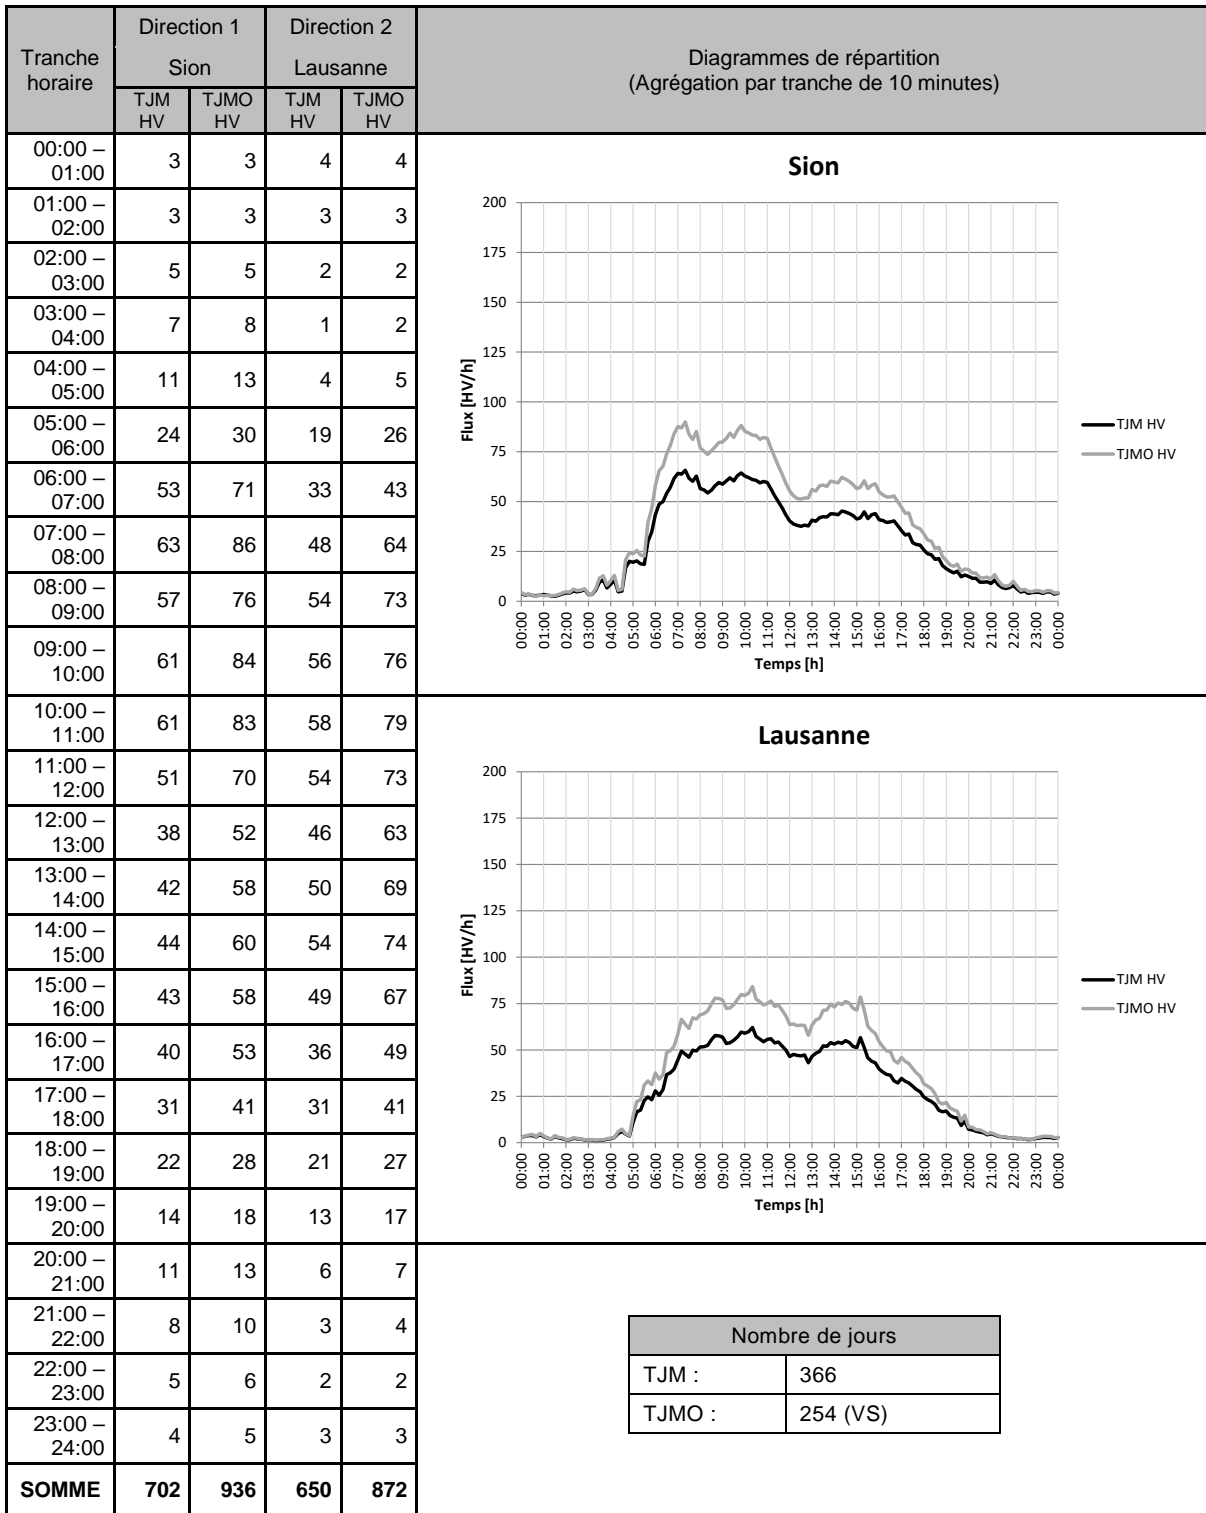 Tranche horaire
Direction 1
Direction 2
Diagrammes de répartition
(Agrégation par tranche de 10 minutes)
Sion
Lausanne
TJM HV
TJMO HV
TJM HV
TJMO HV
00:00 – 01:00 3 3 4 4
01:00 – 02:00 3 3 3 3
02:00 – 03:00 5 5 2 2
03:00 – 04:00 7 8 1 2
04:00 – 05:00 11 13 4 5
05:00 – 06:00 24 30 19 26
06:00 – 07:00 53 71 33 43
07:00 – 08:00 63 86 48 64
08:00 – 09:00 57 76 54 73
09:00 – 10:00 61 84 56 76
10:00 – 11:00 61 83 58 79
11:00 – 12:00 51 70 54 73
12:00 – 13:00 38 52 46 63
13:00 – 14:00 42 58 50 69
14:00 – 15:00 44 60 54 74
15:00 – 16:00 43 58 49 67
16:00 – 17:00 40 53 36 49
17:00 – 18:00 31 41 31 41
18:00 – 19:00 22 28 21 27
19:00 – 20:00 14 18 13 17
20:00 – 21:00 11 13 6 7
21:00 – 22:00 8 10 3 4
22:00 – 23:00 5 6 2 2
23:00 – 24:00 4 5 3 3
SOMME 702 936 650 872
Sion
200
175
150
125
100
75
50
25
0
Flux [HV/h]
00:00 01:00 02:00 03:00 04:00 05:00 06:00 07:00 08:00 09:00 10:00 11:00 12:00 13:00 14:00 15:00 16:00 17:00 18:00 19:00 20:00 21:00 22:00 23:00 00:00
Temps [h]
TJM HV
TJMO HV
Lausanne
200
175
150
125
100
75
50
25
0
Flux [HV/h]
00:00 01:00 02:00 03:00 04:00 05:00 06:00 07:00 08:00 09:00 10:00 11:00 12:00 13:00 14:00 15:00 16:00 17:00 18:00 19:00 20:00 21:00 22:00 23:00 00:00
Temps [h]
TJM HV
TJMO HV
Nombre de jours
TJM : 366
TJMO : 254 (VS)